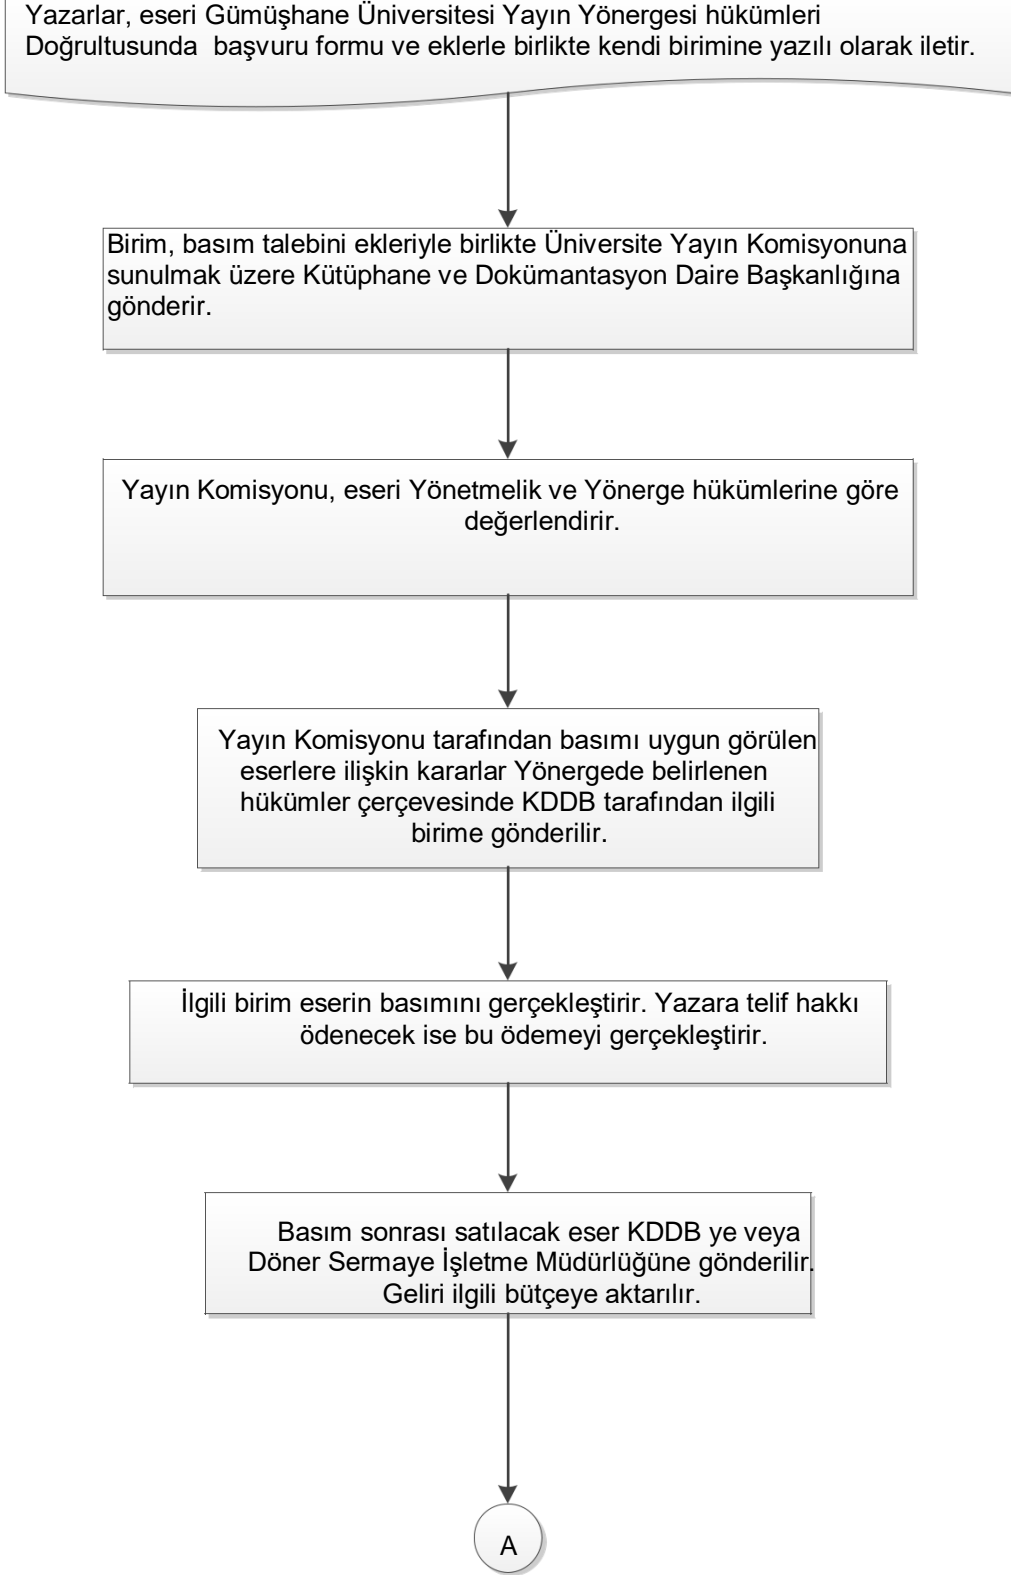 Yazarlar, eseri Gümüşhane Üniversitesi Yayın Yönergesi hükümleri
Doğrultusunda  başvuru formu ve eklerle birlikte kendi birimine yazılı olarak iletir.
Birim, basım talebini ekleriyle birlikte Üniversite Yayın Komisyonuna
sunulmak üzere Kütüphane ve Dokümantasyon Daire Başkanlığına
gönderir.
Yayın Komisyonu, eseri Yönetmelik ve Yönerge hükümlerine göre
değerlendirir.
Yayın Komisyonu tarafından basımı uygun görülen
eserlere ilişkin kararlar Yönergede belirlenen
hükümler çerçevesinde KDDB tarafından ilgili
birime gönderilir.
İlgili birim eserin basımını gerçekleştirir. Yazara telif hakkı
ödenecek ise bu ödemeyi gerçekleştirir.
Basım sonrası satılacak eser KDDB ye veya
Döner Sermaye İşletme Müdürlüğüne gönderilir.
Geliri ilgili bütçeye aktarılır.
A